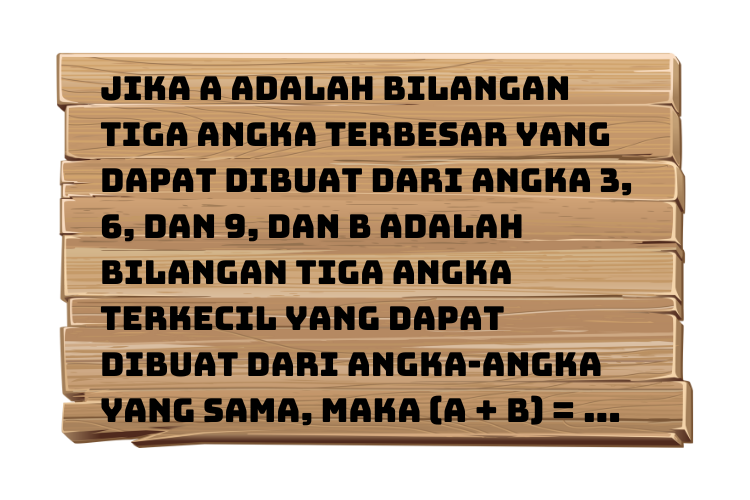 JIKA A ADALAH BILANGAN
TIGA ANGKA TERBESAR YANG
DAPAT DIBUAT DARI ANGKA 3,
6, DAN 9, DAN B ADALAH
BILANGAN TIGA ANGKA
TERKECIL YANG DAPAT
DIBUAT DARI ANGKA-ANGKA
YANG SAMA, MAKA (A + B) = ...